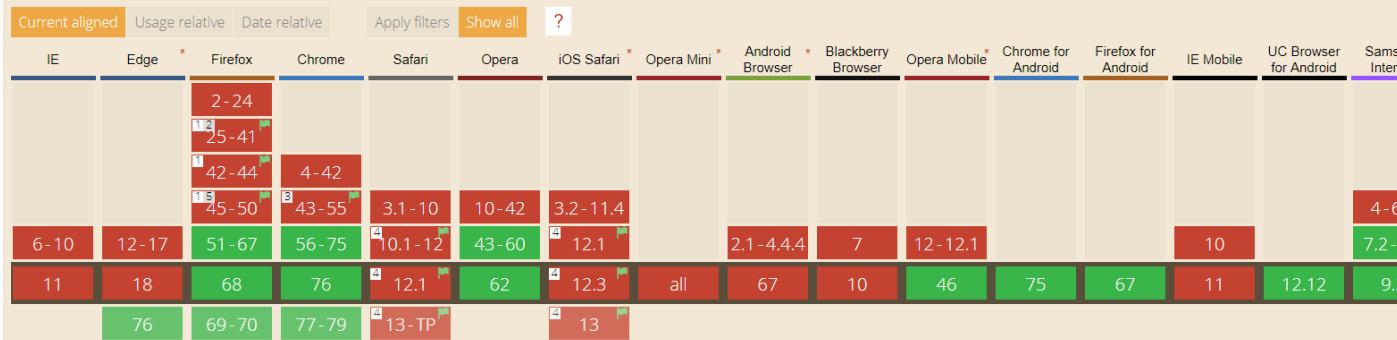 Current aligned Usage relative Date relative Apply filters Show all ?
IE Edge * Firefox Chrome Safari Opera iOS Safari * Opera Mini * Android Browser * Blackberry Browser Opera Mobile * Chrome for Android Firefox for Android IE Mobile UC Browser for Android Sams Inter
2-24
1 2 25-41
1 42-44 4-42
1 5 45-50 3 43-55 3.1-10 10-42 3.2-11.4 4-6
6-10 12-17 51-67 56-75 4 10.1-12 43-60 4 12.1 2.1-4.4.4 7 12-12.1 10 7.2-
11 18 68 76 4 12.1 62 4 12.3 all 67 10 46 75 67 11 12.12 9.
76 69-70 77-79 4 13-TP 4 13